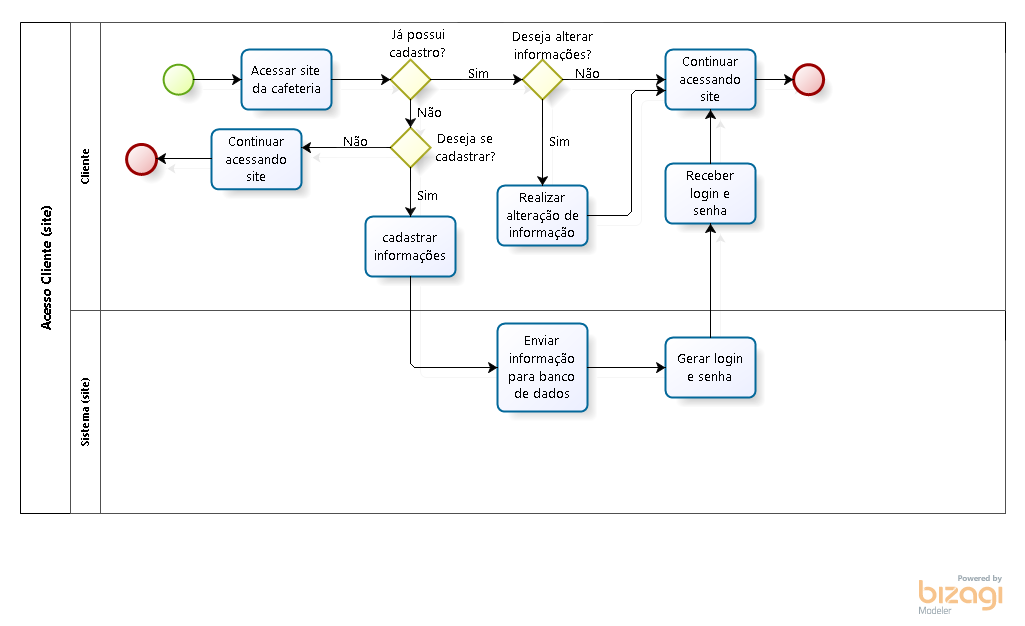 Acesso Cliente (site)
Cliente
Acessar site
da cafeteria
Já possui
cadastro?
Sim
Deseja alterar
informações?
Não
Continuar
acessando
site
Não
Deseja se
cadastrar?
Não
Continuar
acessando
site
Sim
cadastrar
informações
Sim
Realizar
alteração de
informação
Receber
login e
senha
Sistema (site)
Enviar
informação
para banco
de dados
Gerar login
e senha
Powered by
bizagi
Modeler